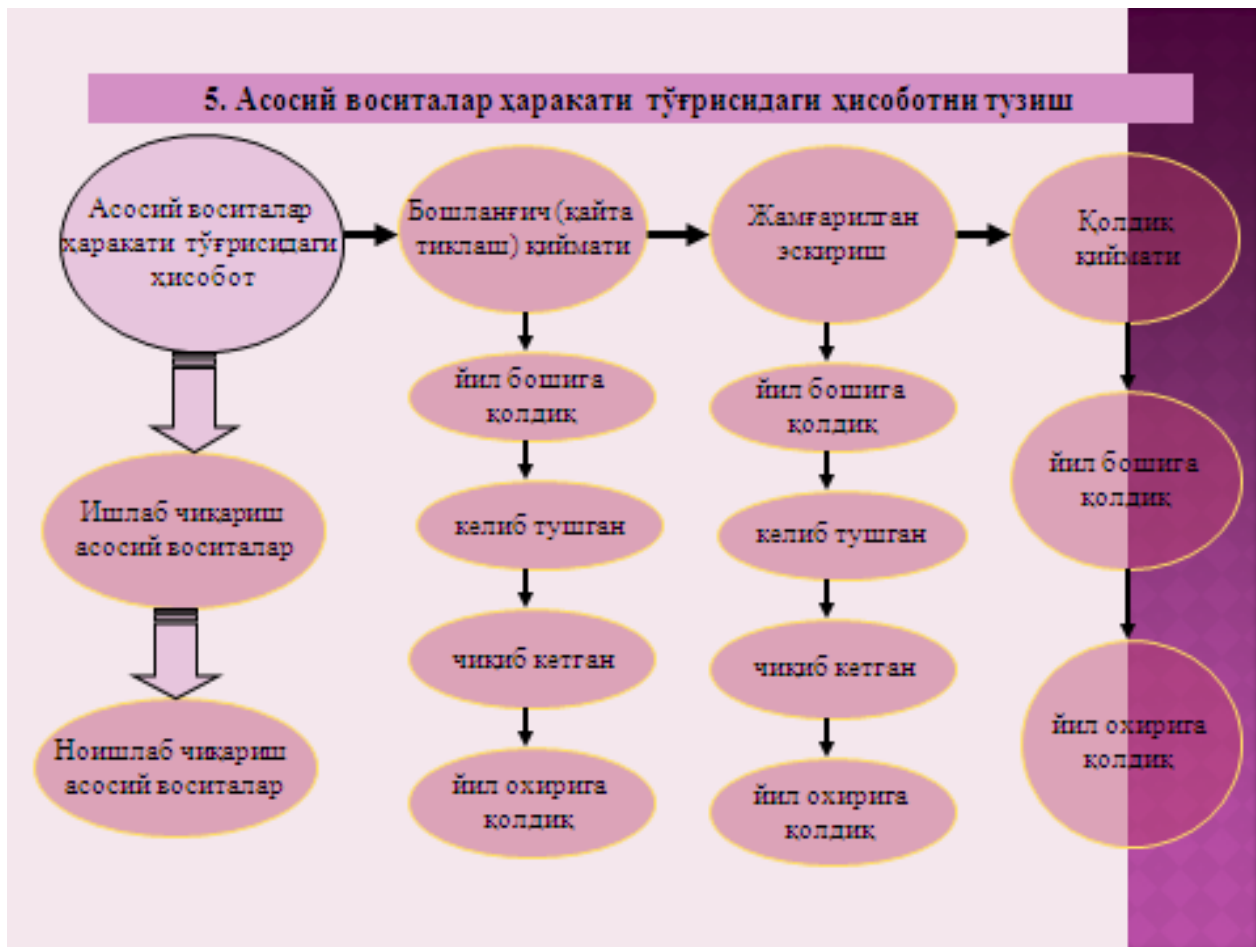 5. Асосий воситалар ҳаракати тўғрисидаги ҳисоботни тузиш
Асосий воситалар
ҳаракати тўғрисидаги
ҳисобот
Ишлаб чиқариш
асосий воситалар
Ноишлаб чиқариш
асосий воситалар
Бошланғич (қайта
тиклаш) қиймати
йил бошига
қолдиқ
келиб тушган
чиқиб кетган
йил охирига
қолдиқ
Жамғарилган
эскириш
йил бошига
қолдиқ
келиб тушган
чиқиб кетган
йил охирига
қолдиқ
Қолдиқ
қиймати
йил бошига
қолдиқ
йил охирига
қолдиқ